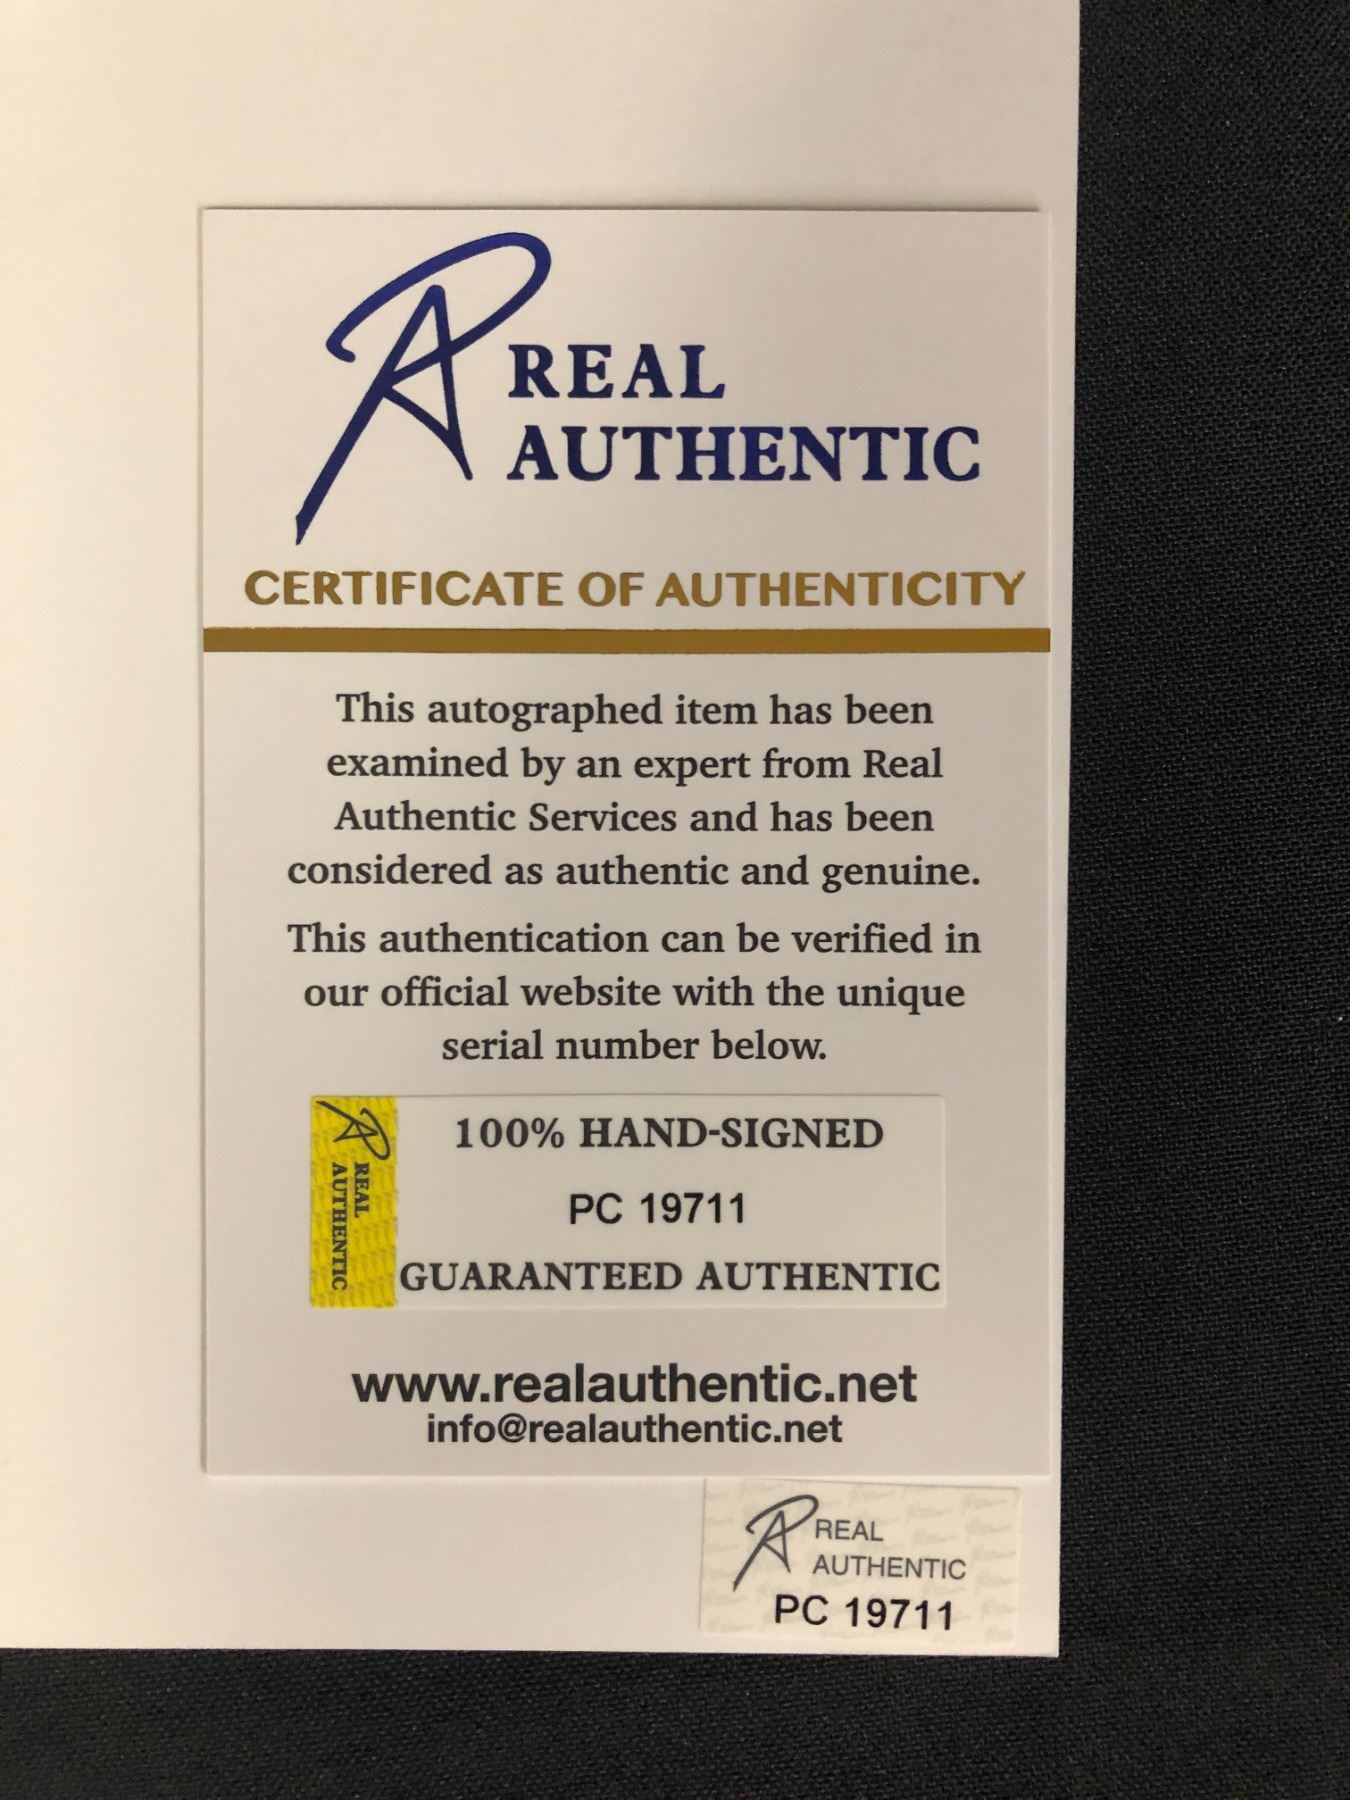 REAL
AUTHENTIC
CERTIFICATE OF AUTHENTICITY
This autographed item has been
examined by an expert from Real
Authentic Services and has been
considered as authentic and genuine.
This authentication can be verified in
our official website with the unique
serial number below.
REAL
AUTHENTIC
100% HAND-SIGNED
PC 19711
GUARANTEED AUTHENTIC
www.realauthentic.net
info@realauthentic.net
REAL
AUTHENTIC
PC 19711